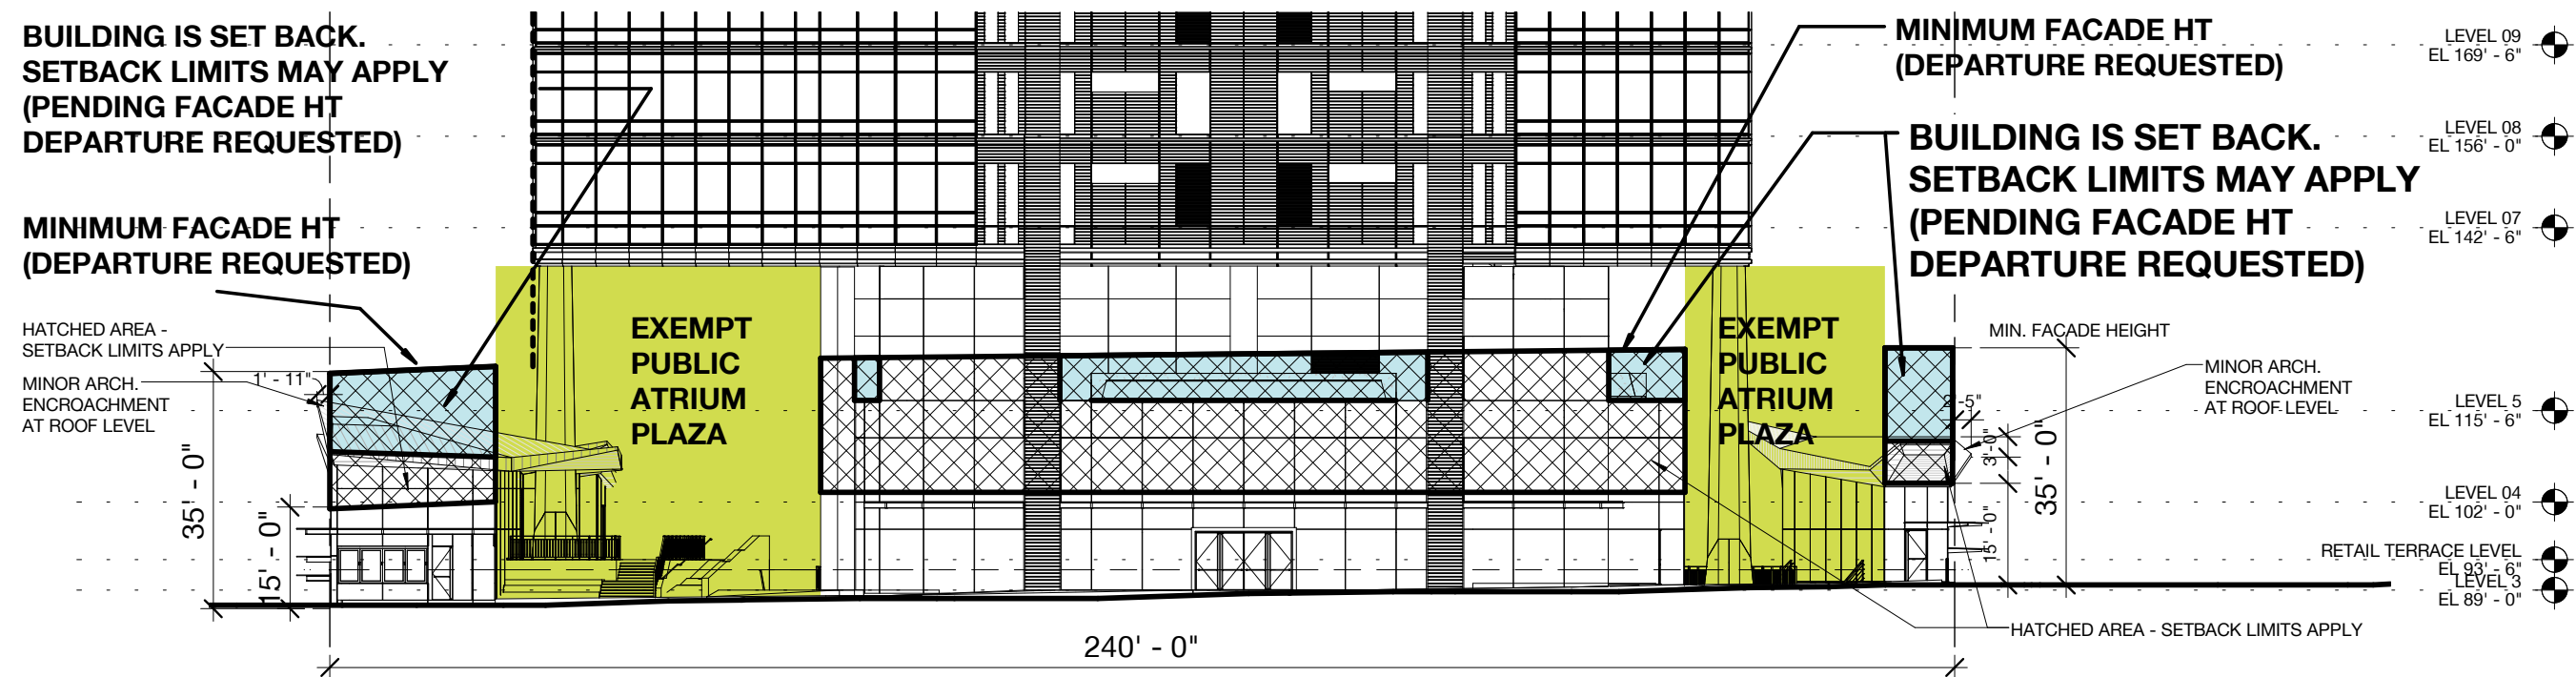 BUILDING IS SET BACK.
SETBACK LIMITS MAY APPLY
(PENDING FACADE HT
DEPARTURE REQUESTED)
MINIMUM FACADE HT
(DEPARTURE REQUESTED)
HATCHED AREA -
SETBACK LIMITS APPLY
MINOR ARCH.
ENCROACHMENT
AT ROOF LEVEL
1' - 11"
35' - 0"
15' - 0"
EXEMPT
PUBLIC
ATRIUM
PLAZA
240' - 0"
EXEMPT
PUBLIC
ATRIUM
PLAZA
MINIMUM FACADE HT
(DEPARTURE REQUESTED)
BUILDING IS SET BACK.
SETBACK LIMITS MAY APPLY
(PENDING FACADE HT
DEPARTURE REQUESTED)
MIN. FACADE HEIGHT
MINOR ARCH.
ENCROACHMENT
AT ROOF LEVEL
2'-5"
3'-0"
15' - 0"
35' - 0"
HATCHED AREA - SETBACK LIMITS APPLY
LEVEL 09
EL 169' - 6"
LEVEL 08
EL 156' - 0"
LEVEL 07
EL 142' - 6"
LEVEL 5
EL 115' - 6"
LEVEL 04
EL 102' - 0"
RETAIL TERRACE LEVEL
EL 93' - 6"
LEVEL 3
EL 89' - 0"